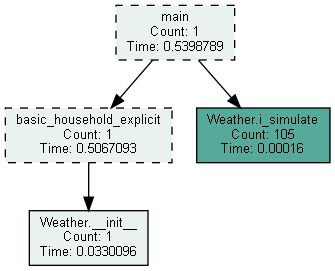 main
Count: 1
Time: 0.5398789
basic_household_explicit
Count: 1
Time: 0.5067093
Weather.i_simulate
Count: 105
Time: 0.00016
Weather.__init__
Count: 1
Time: 0.0330096